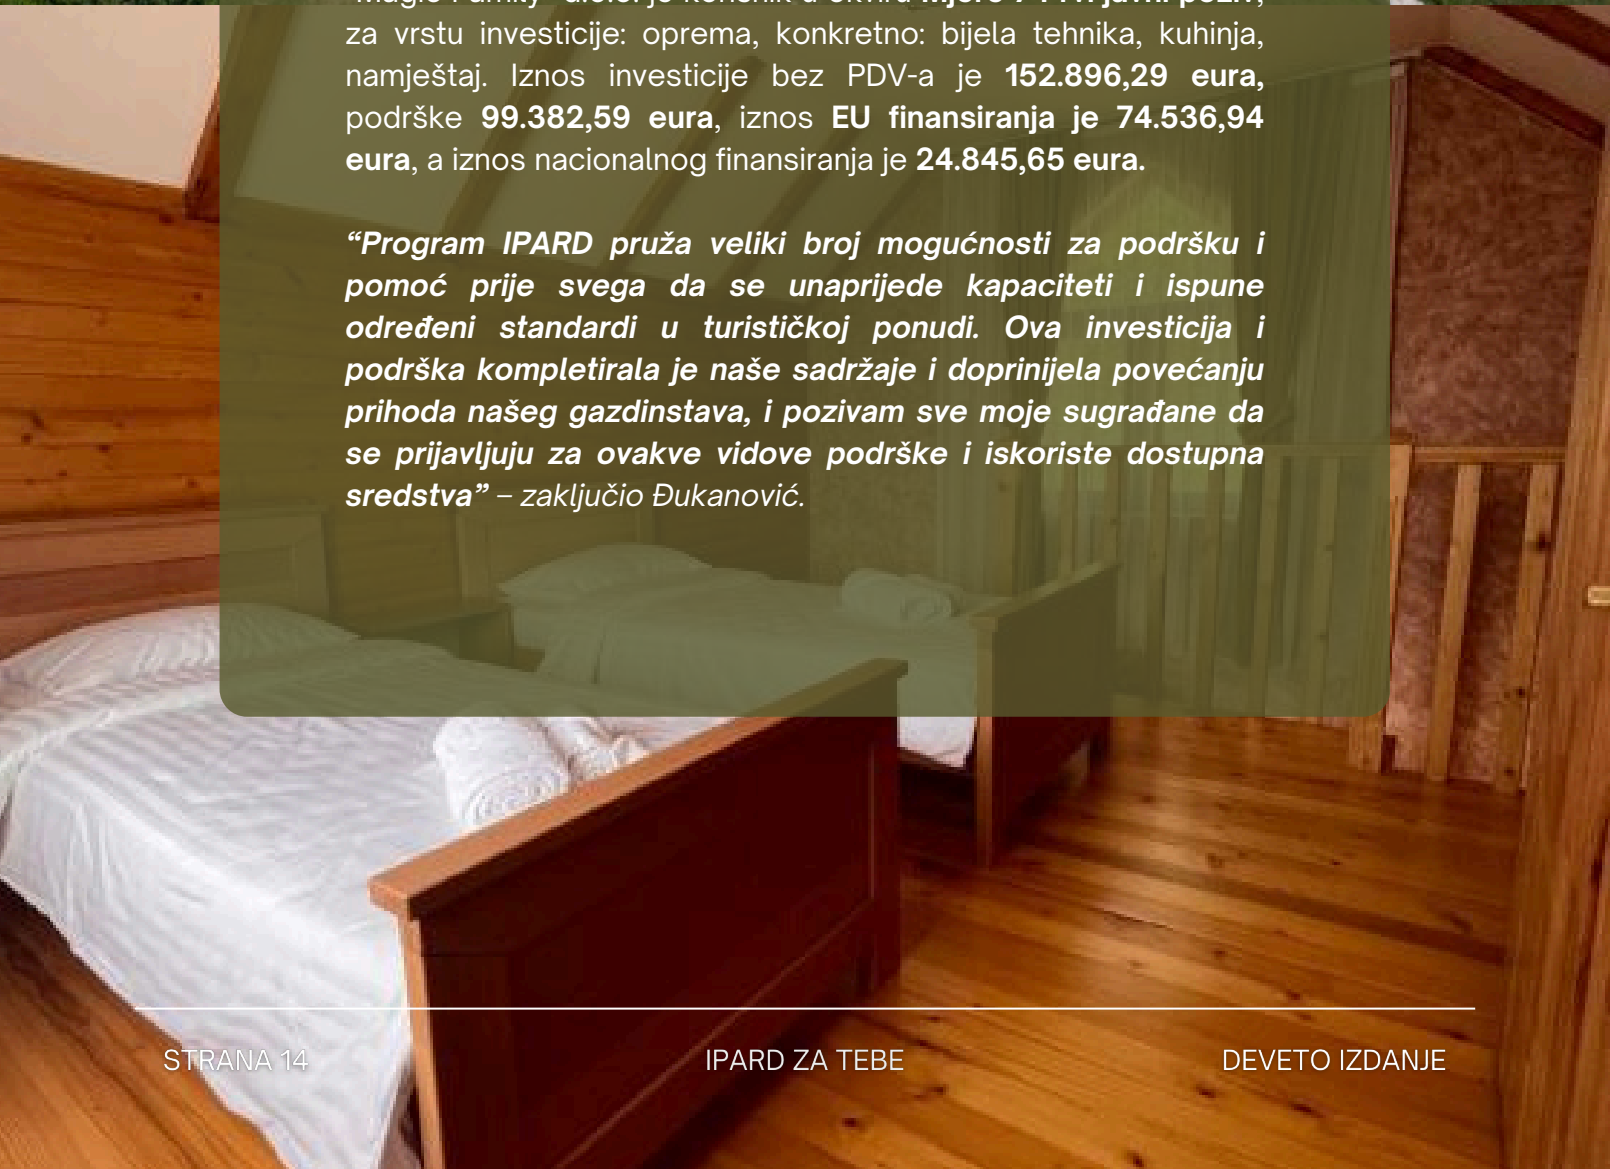 za vrstu investicije: oprema, konkretno: bijela tehnika, kuhinja,
namještaj. Iznos investicije bez PDV-a je 152.896,29 eura,
podrške 99.382,59 eura, iznos EU finansiranja je 74.536,94
eura, a iznos nacionalnog finansiranja je 24.845,65 eura.
“Program IPARD pruža veliki broj mogućnosti za podršku i
pomoć prije svega da se unaprijede kapaciteti i ispune
određeni standardi u turističkoj ponudi. Ova investicija i
podrška kompletirala je naše sadržaje i doprinijela povećanju
prihoda našeg gazdinstava, i pozivam sve moje sugrađane da
se prijavljuju za ovakve vidove podrške i iskoriste dostupna
sredstva” – zaključio Đukanović.
STRANA 14
IPARD ZA TEBE
DEVETO IZDANJE